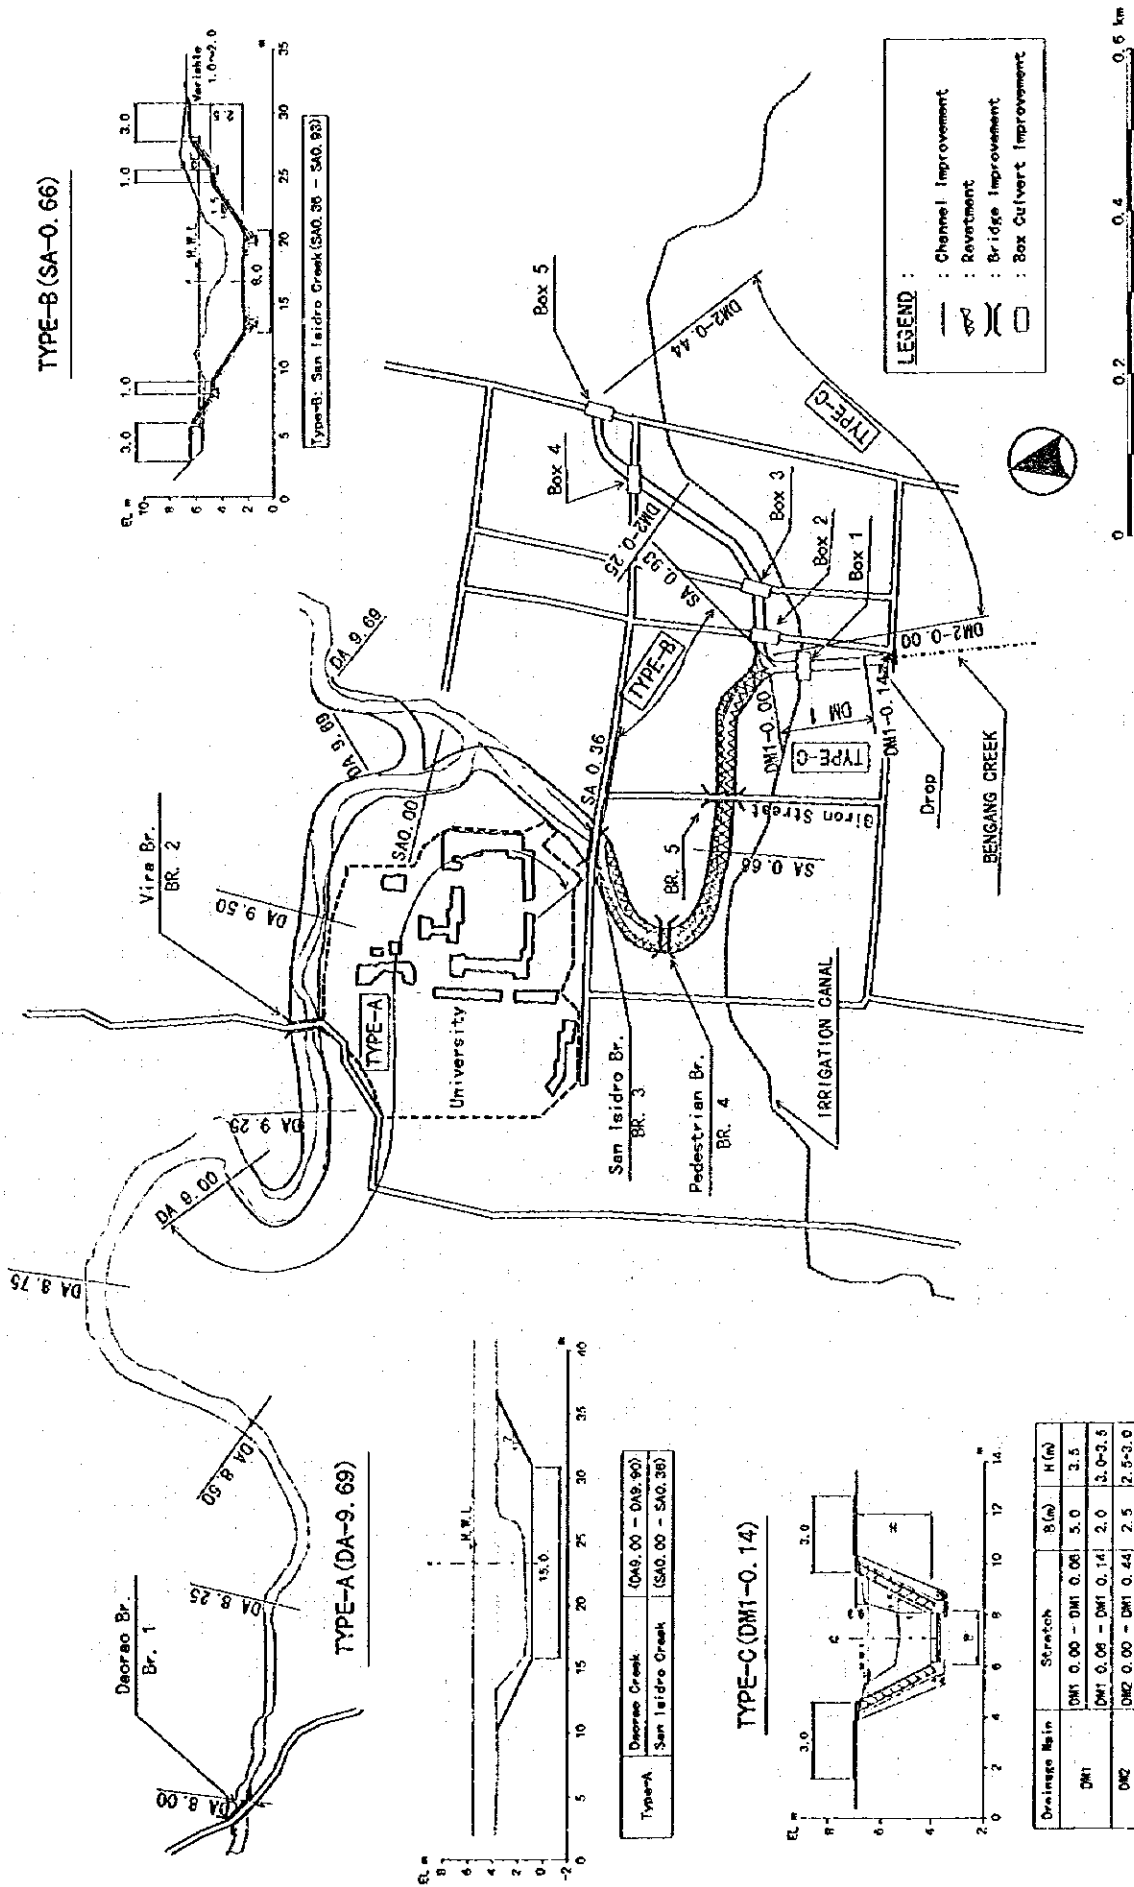 TYPE-B(SA-0.66)
3.0
1.0
1.0
3.0
EL m
10
8
6
4
2
0
H.W.L
8.0
1.5
Variable
1.0~2.0
0
5
10
15
20
25
30
35
m
Type-B: San Isidro Creek(SA0.36 - SA0.93)
Daorao Br.
Br. 1
DA 8.00
DA 8.25
DA 8.50
DA 8.75
DA 9.00
DA 9.25
Vira Br.
BR. 2
DA 9.50
DA 9.69
DA 9.69
SA0.00
TYPE-A
University
San Isidro Br.
BR. 3
Pedestrian Br.
BR. 4
BR. 5
SA 0.36
SA 0.66
SA 0.93
TYPE-B
Giron Street
DM1-0.00
DM 1
DM1-0.14
TYPE-C
Drop
BENGANG CREEK
IRRIGATION CANAL
Box 1
Box 2
Box 3
Box 4
Box 5
DM2-0.00
DM2-0.25
DM2-0.44
TYPE-C
LEGEND :
: Channel Improvement
: Revetment
: Bridge Improvement
: Box Culvert Improvement
0
0.2
0.4
0.6 km
TYPE-A(DA-9.69)
EL m
8
6
4
2
0
-2
H.W.L
15.0
0
5
10
15
20
25
30
35
40
m
Type-A
Daorao Creek (DA9.00 - DA9.90)
San Isidro Creek (SA0.00 - SA0.36)
TYPE-C(DM1-0.14)
3.0
3.0
EL m
8
6
4
2
H
B
0
2
4
6
8
10
12
14
m
Drainage Main Stretch B(m) H(m)
DM1 DM1 0.00 - DM1 0.08 5.0 3.5
DM1 0.08 - DM1 0.14 2.0 3.0-3.5
DM2 DM2 0.00 - DM1 0.44 2.5 2.5-3.0